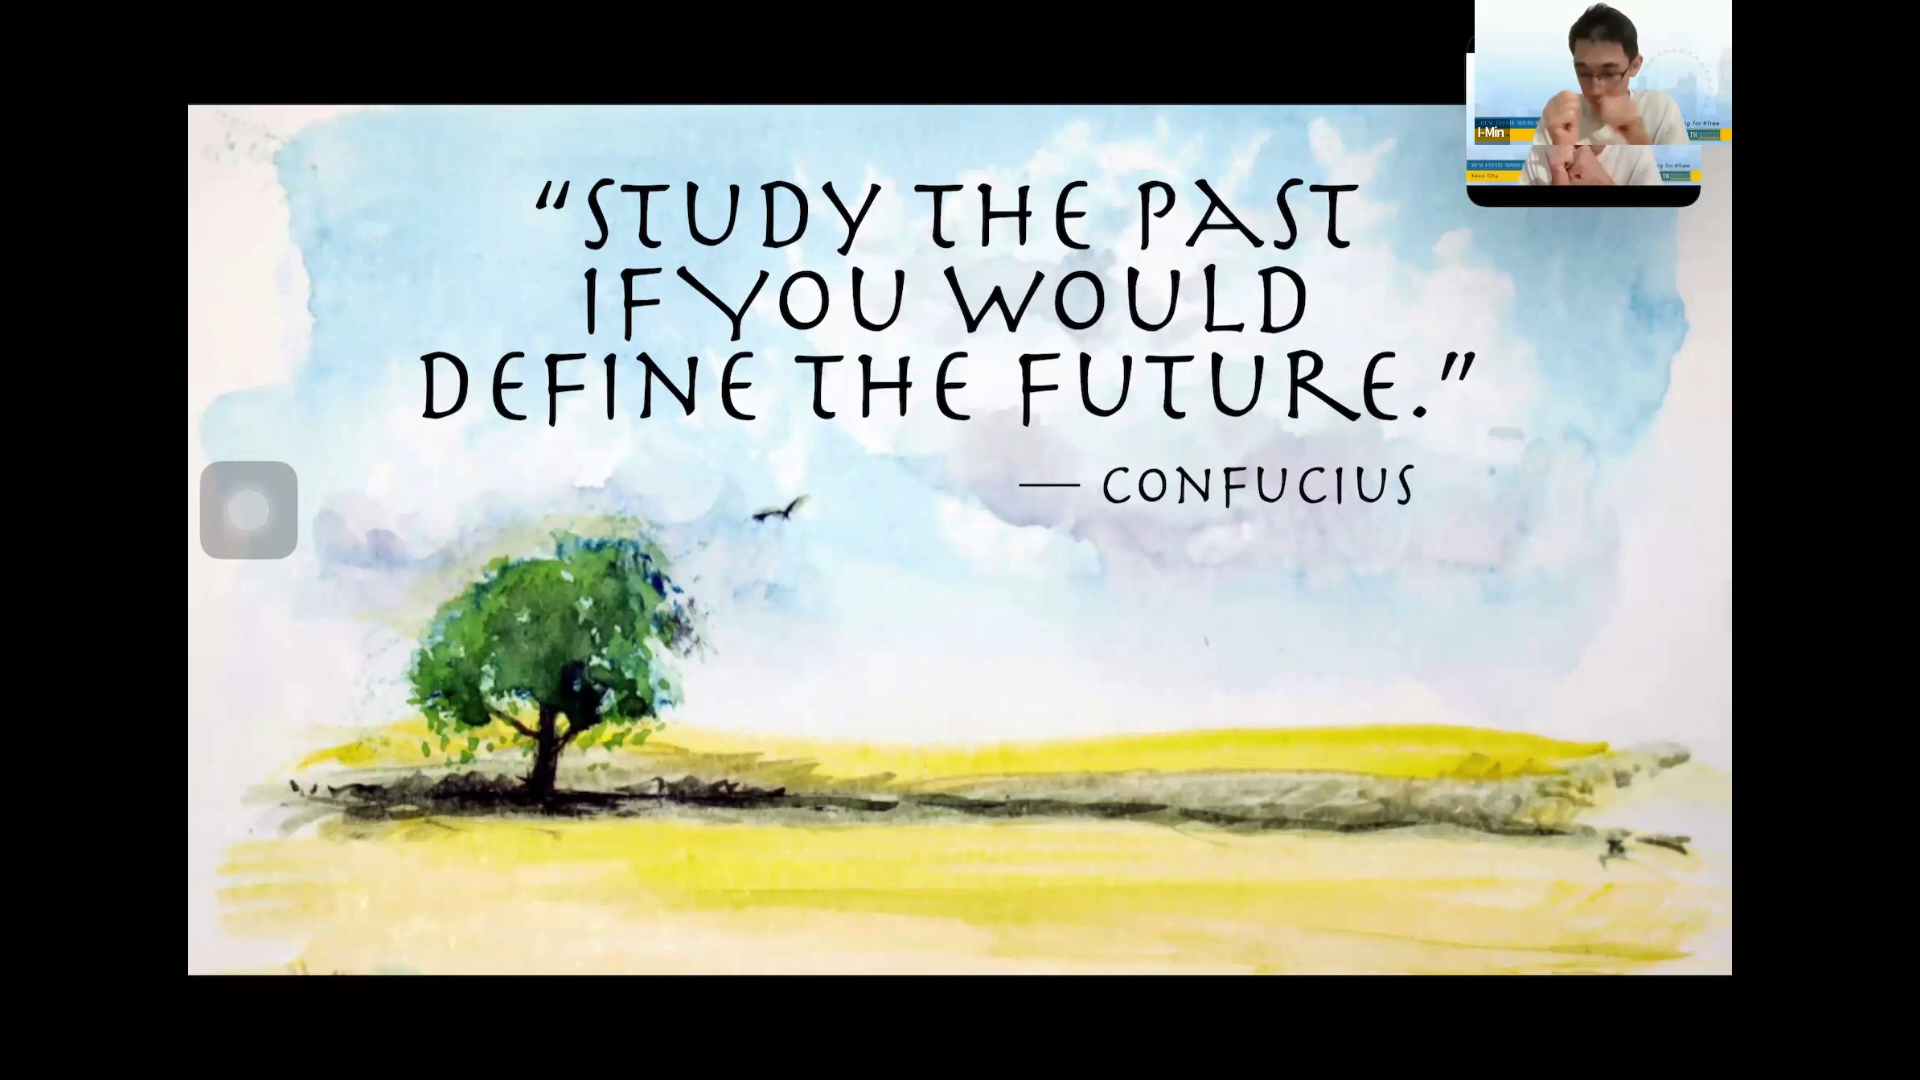 “STUDY THE PAST
IF YOU WOULD
DEFINE THE FUTURE.”
— CONFUCIUS
I-Min